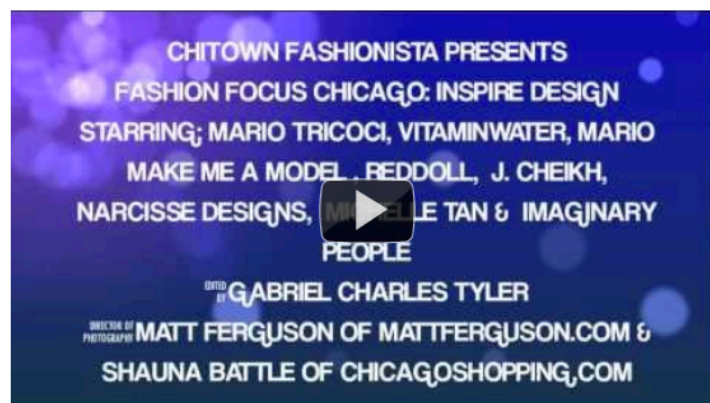 CHITOWN FASHIONISTA PRESENTS
FASHION FOCUS CHICAGO: INSPIRE DESIGN
STARRING; MARIO TRICOCI, VITAMINWATER, MARIO
MAKE ME A MODEL . REDDOLL, J. CHEIKH,
NARCISSE DESIGNS, MICHELLE TAN & IMAGINARY
PEOPLE
EDITED BY GABRIEL CHARLES TYLER
DIRECTOR OF PHOTOGRAPHY MATT FERGUSON OF MATTFERGUSON.COM &
SHAUNA BATTLE OF CHICAGOSHOPPING.COM